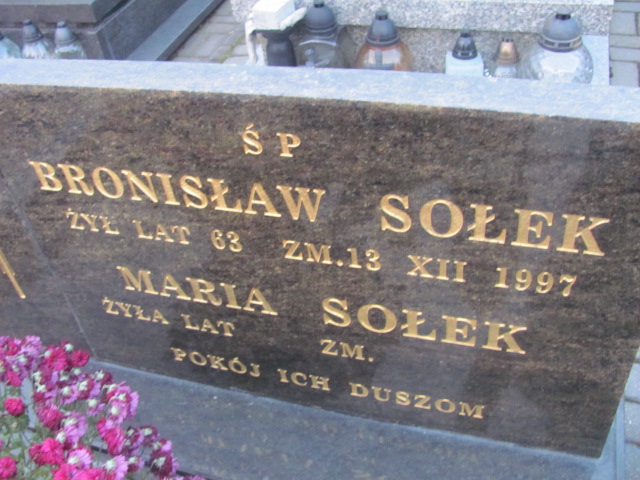 ŚP
BRONISŁAW SOŁEK
ŻYŁ LAT 63 ZM.13 XII 1997
MARIA SOŁEK
ŻYŁA LAT ZM.
POKÓJ ICH DUSZOM